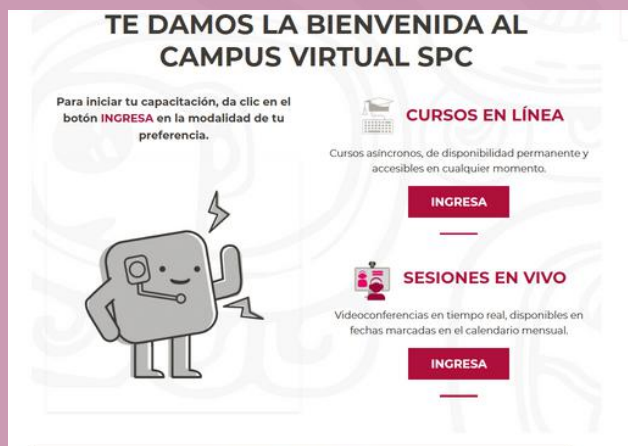 TE DAMOS LA BIENVENIDA AL
CAMPUS VIRTUAL SPC
Para iniciar tu capacitación, da clic en el
botón INGRESA en la modalidad de tu
preferencia.
CURSOS EN LÍNEA
Cursos asíncronos, de disponibilidad permanente y
accesibles en cualquier momento.
INGRESA
SESIONES EN VIVO
Videoconferencias en tiempo real, disponibles en
fechas marcadas en el calendario mensual.
INGRESA